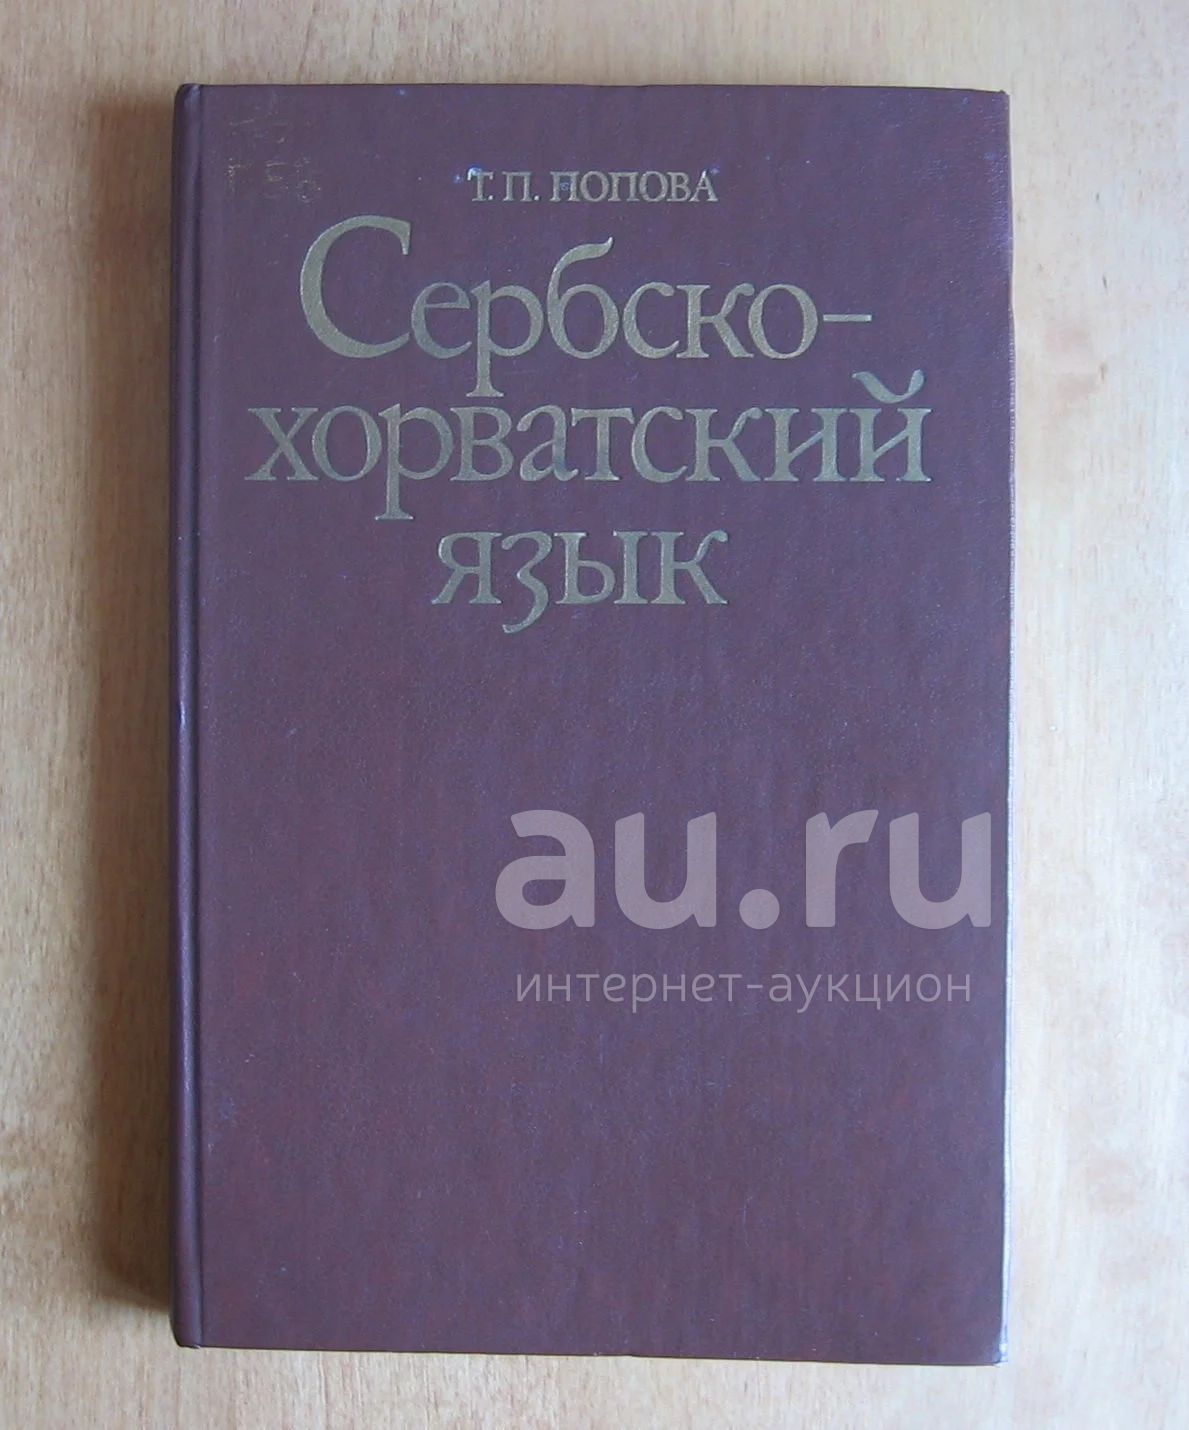 Т. П. ПОПОВА
Сербско-
хорватский
язык
au.ru
интернет-аукцион